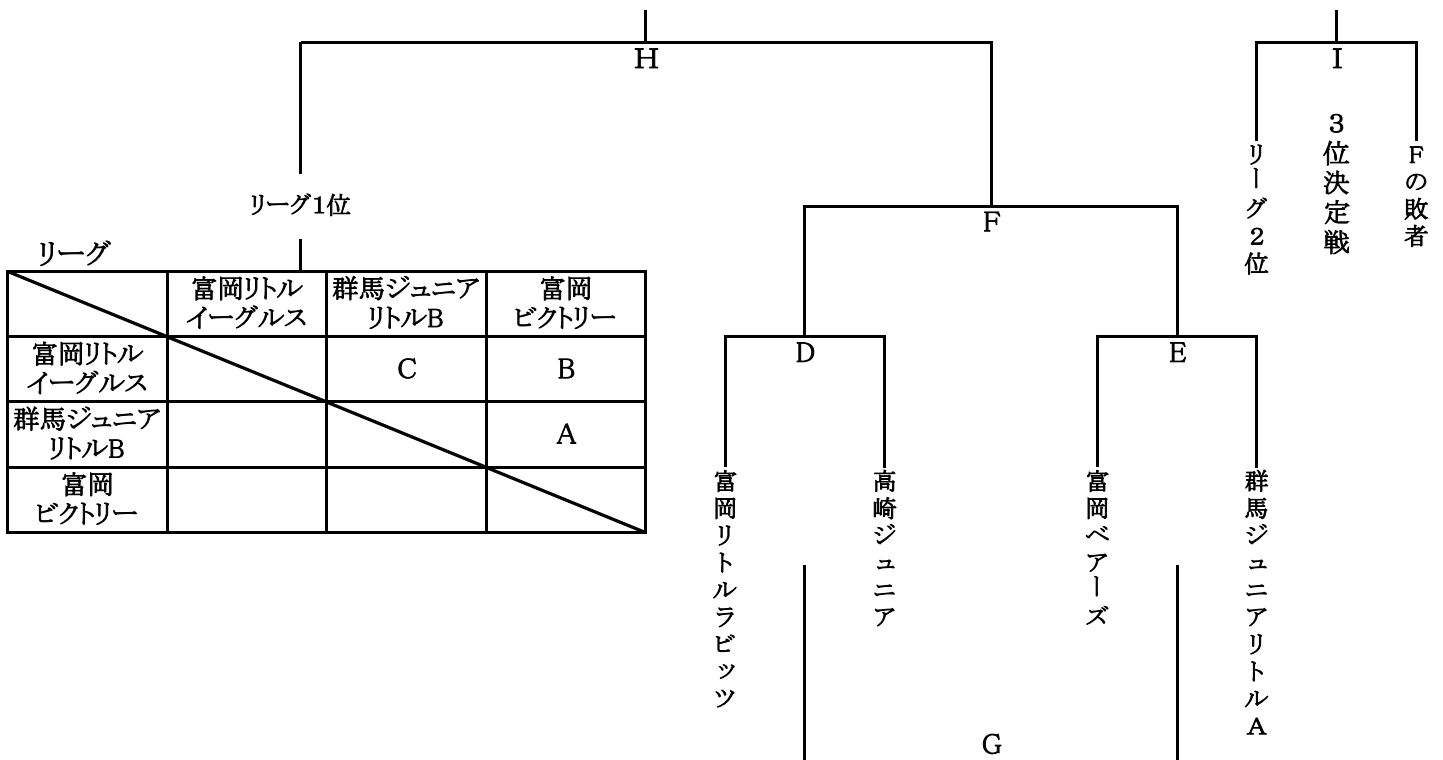 H
I
3位決定戦
リーグ2位
Fの敗者
リーグ1位
F
リーグ
富岡リトル
イーグルス
群馬ジュニア
リトルB
富岡
ビクトリー
富岡リトル
イーグルス
C
B
群馬ジュニア
リトルB
A
富岡
ビクトリー
D
E
富岡リトルラビッツ
高崎ジュニア
富岡ベアーズ
群馬ジュニアリトルA
G